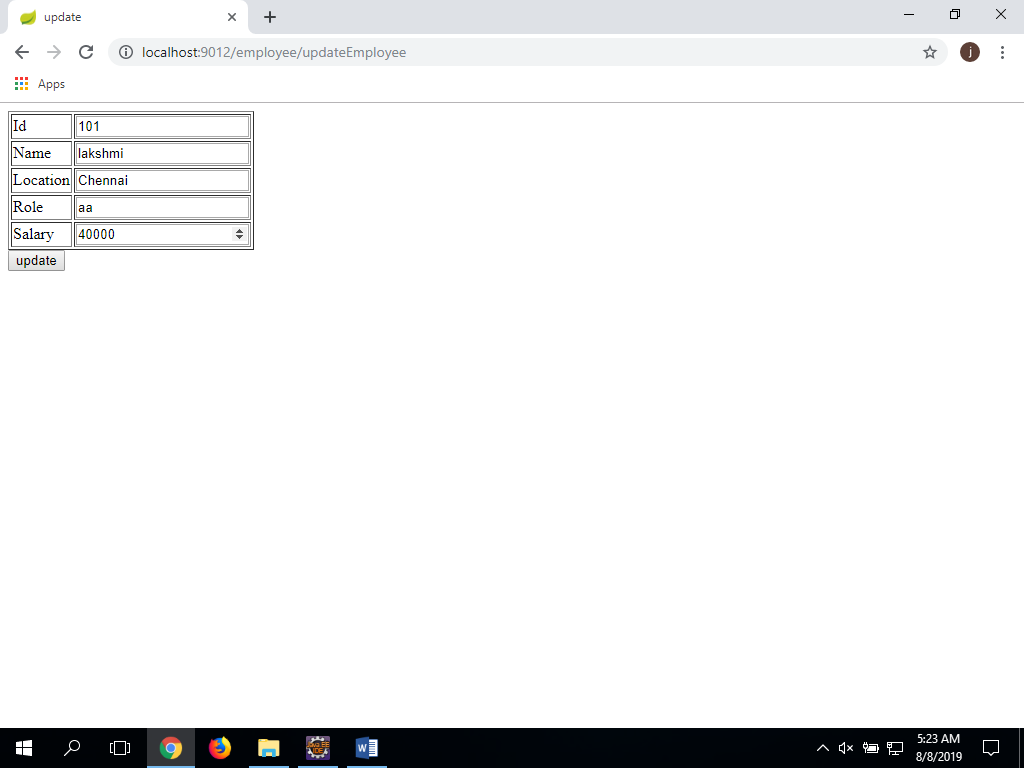 update
localhost:9012/employee/updateEmployee
j
Apps
Id 101
Name lakshmi
Location Chennai
Role aa
Salary 40000
update
5:23 AM
8/8/2019